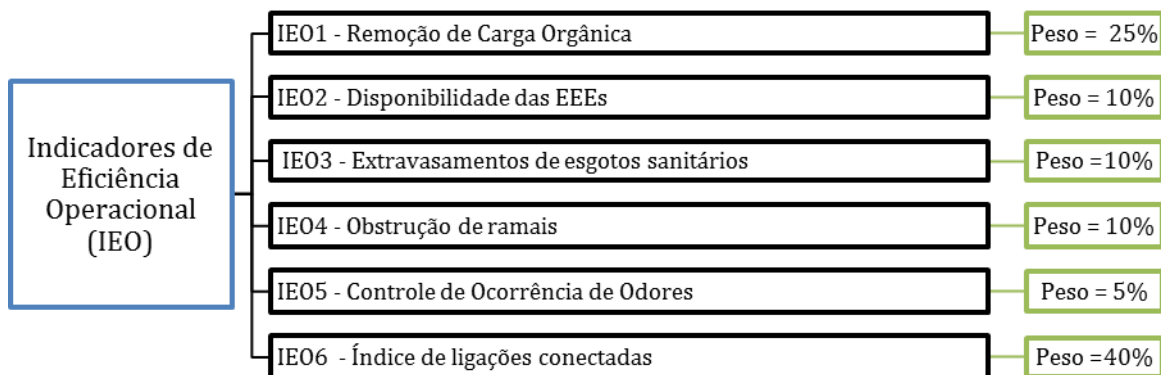 Indicadores de
Eficiência
Operacional
(IEO)
IEO1 - Remoção de Carga Orgânica
Peso = 25%
IEO2 - Disponibilidade das EEEs
Peso = 10%
IEO3 - Extravasamentos de esgotos sanitários
Peso =10%
IEO4 - Obstrução de ramais
Peso = 10%
IEO5 - Controle de Ocorrência de Odores
Peso = 5%
IEO6 - Índice de ligações conectadas
Peso =40%